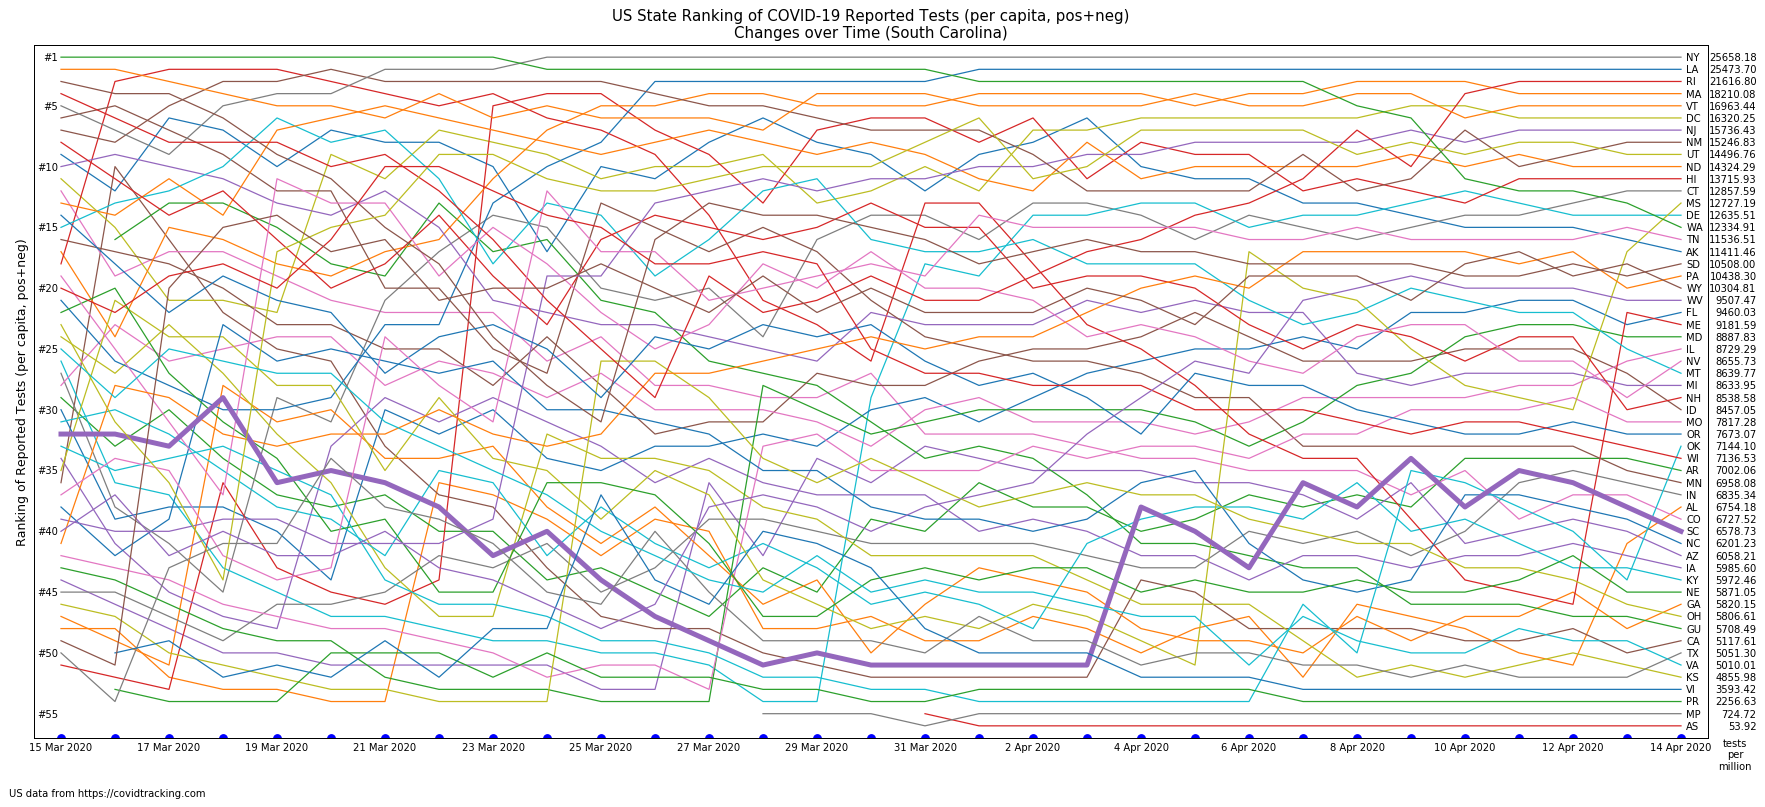 US State Ranking of COVID-19 Reported Tests (per capita, pos+neg)
Changes over Time (South Carolina)
Ranking of Reported Tests (per capita, pos+neg)
#1
#5
#10
#15
#20
#25
#30
#35
#40
#45
#50
#55
NY 25658.18
LA 25473.70
RI 21616.80
MA 18210.08
VT 16963.44
DC 16320.25
NJ 15736.43
NM 15246.83
UT 14496.76
ND 14324.29
HI 13715.93
CT 12857.59
MS 12727.19
DE 12635.51
WA 12334.91
TN 11536.51
AK 11411.46
SD 10508.00
PA 10438.30
WY 10304.81
WV 9507.47
FL 9460.03
ME 9181.59
MD 8887.83
IL 8729.29
NV 8655.73
MT 8639.77
MI 8633.95
NH 8538.58
ID 8457.05
MO 7817.28
OR 7673.07
OK 7144.10
WI 7136.53
AR 7002.06
MN 6958.08
IN 6835.34
AL 6754.18
CO 6727.52
SC 6578.73
NC 6201.23
AZ 6058.21
IA 5985.60
KY 5972.46
NE 5871.05
GA 5820.15
OH 5806.61
GU 5708.49
CA 5117.61
TX 5051.30
VA 5010.01
KS 4855.98
VI 3593.42
PR 2256.63
MP 724.72
AS 53.92
15 Mar 2020 17 Mar 2020 19 Mar 2020 21 Mar 2020 23 Mar 2020 25 Mar 2020 27 Mar 2020 29 Mar 2020 31 Mar 2020 2 Apr 2020 4 Apr 2020 6 Apr 2020 8 Apr 2020 10 Apr 2020 12 Apr 2020 14 Apr 2020
tests
per
million
US data from https://covidtracking.com